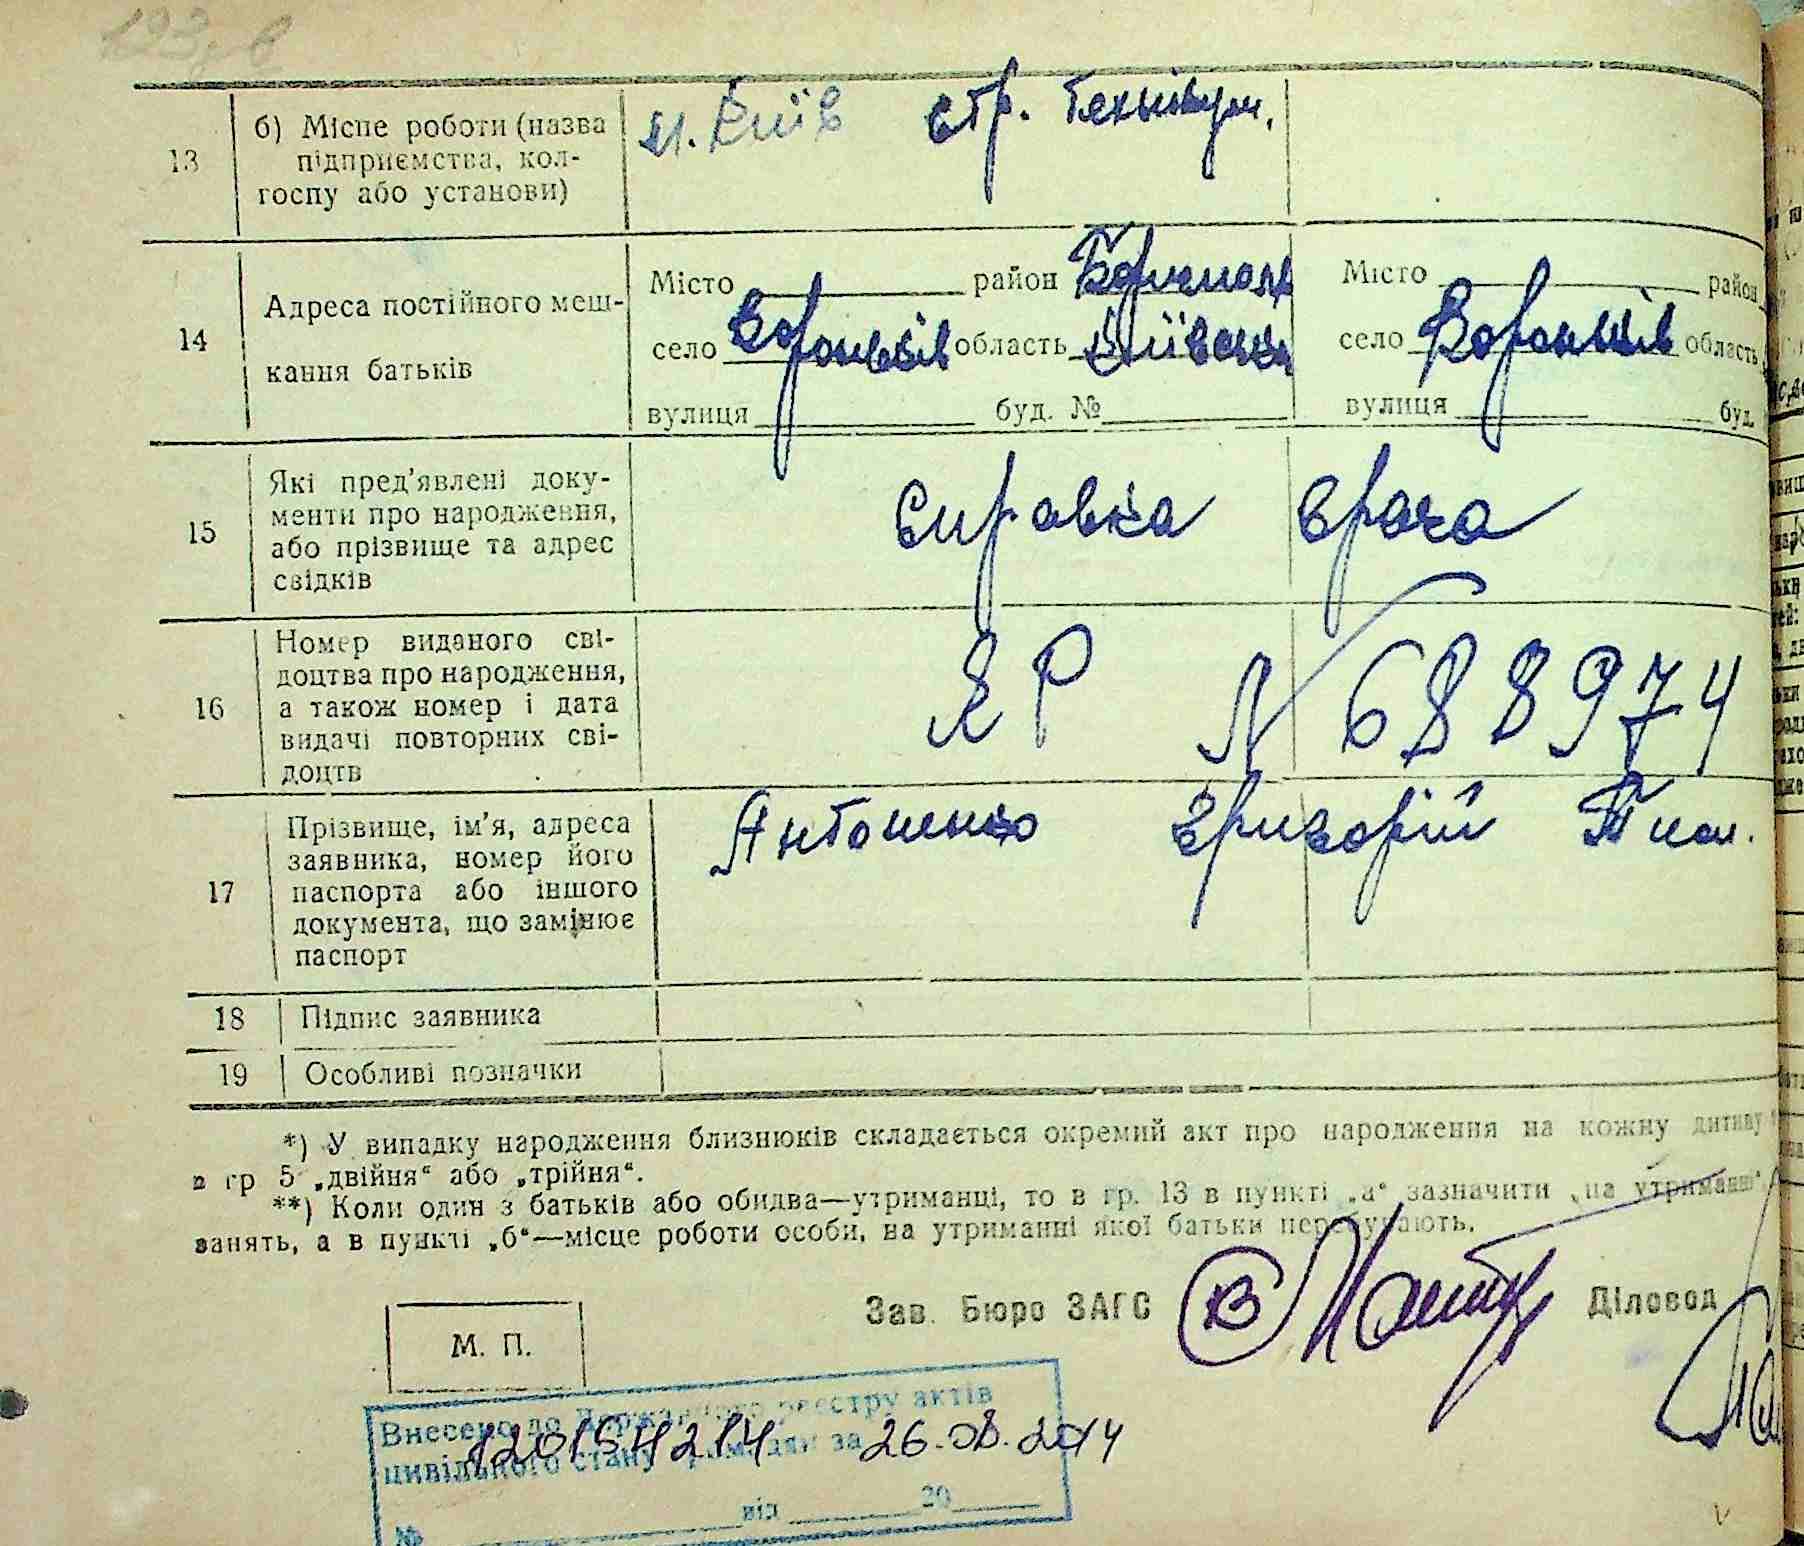 123, в
13
б) Місце роботи (назва
підприємства, кол-
госпу або установи)
м. Київ стр. Технікум.
14
Адреса постійного меш-
кання батьків
Місто район Бориспол
село Вороньків область Київська
вулиця буд. №
Місто район
село Вороньків область
вулиця буд.
15
Які пред'явлені доку-
менти про народження,
або прізвище та адрес
свідків
Справка врача
16
Номер виданого сві-
доцтва про народження,
а також номер і дата
видачі повторних сві-
доцтв
ЯР N 688974
17
Прізвище, ім'я, адреса
заявника, номер його
паспорта або іншого
документа, що замінює
паспорт
Антоненко Григорій
18 Підпис заявника
19 Особливі позначки
*) У випадку народження близнюків складається окремий акт про народження на кожну дитину
в гр 5 „двійня“ або „трійня“.
**) Коли один з батьків або обидва—утриманці, то в гр. 13 в пункті „а“ зазначити „на утриманні“
занять, а в пункті „б“—місце роботи особи, на утриманні якої батьки перебувають.
Зав. Бюро ЗАГС Діловод
М. П.
Внесено до Державного реєстру актів
цивільного стану громадян за
26.08.2014
№ від 20